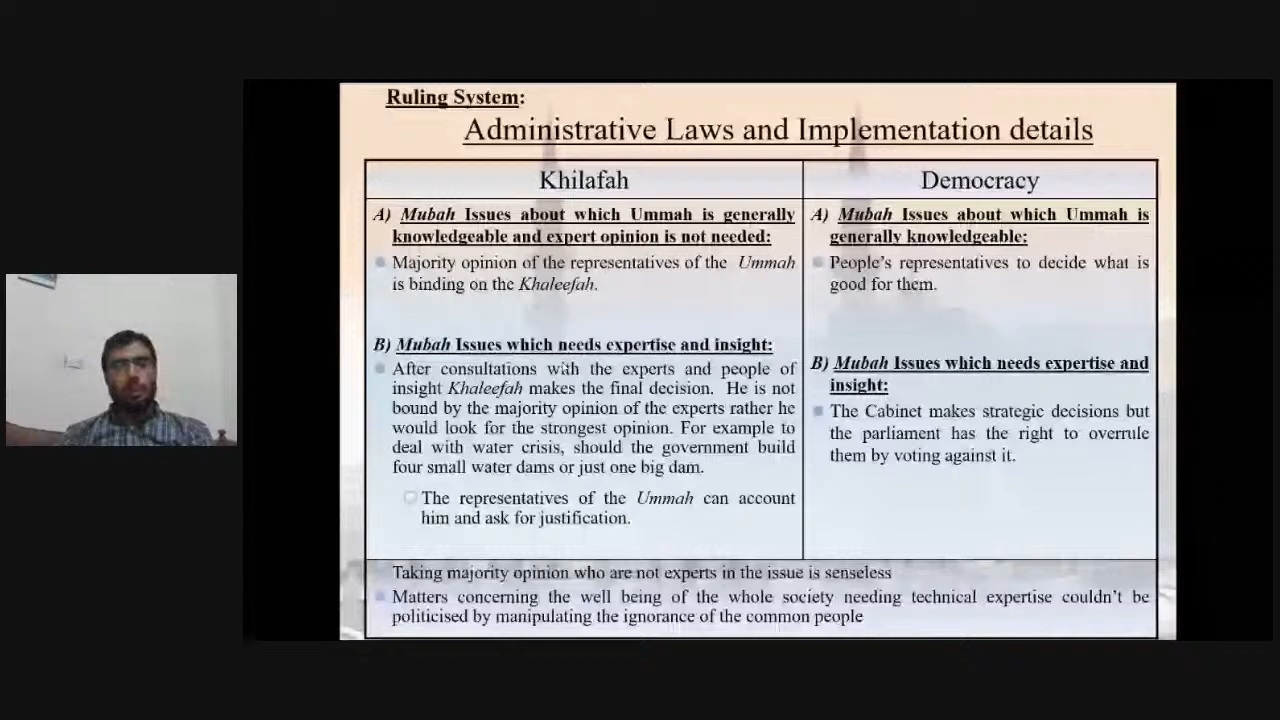 Ruling System:
Administrative Laws and Implementation details
Khilafah
A) Mubah Issues about which Ummah is generally
knowledgeable and expert opinion is not needed:
Majority opinion of the representatives of the Ummah
is binding on the Khaleefah.
B) Mubah Issues which needs expertise and insight:
After consultations with the experts and people of
insight Khaleefah makes the final decision. He is not
bound by the majority opinion of the experts rather he
would look for the strongest opinion. For example to
deal with water crisis, should the government build
four small water dams or just one big dam.
The representatives of the Ummah can account
him and ask for justification.
Democracy
A) Mubah Issues about which Ummah is
generally knowledgeable:
People's representatives to decide what is
good for them.
B) Mubah Issues which needs expertise and
insight:
The Cabinet makes strategic decisions but
the parliament has the right to overrule
them by voting against it.
Taking majority opinion who are not experts in the issue is senseless
Matters concerning the well being of the whole society needing technical expertise couldn't be
politicised by manipulating the ignorance of the common people